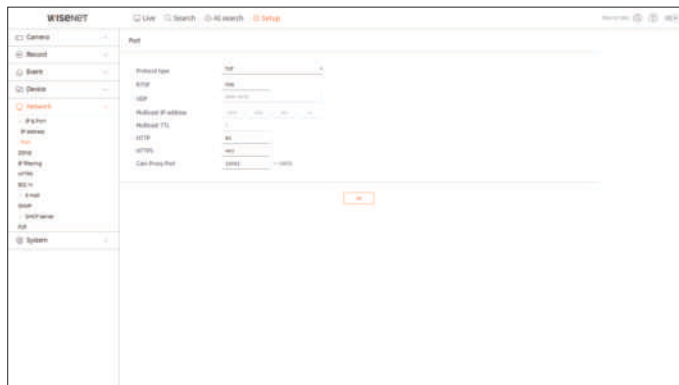 WISENET
Live Search AI search Setup
Camera
Record
Event
Device
Network
IP & Port
IP address
Port
DDNS
IP filtering
HTTPS
802.1x
E-mail
SNMP
DHCP server
P2P
System
Port
Protocol type TCP
RTSP
UDP
Multicast IP address
Multicast TTL
HTTP 80
HTTPS 443
Cam Proxy Port